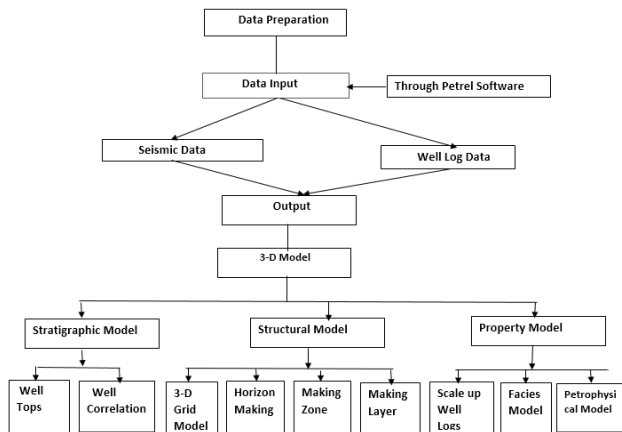 Data Preparation
Data Input
Through Petrel Software
Seismic Data
Well Log Data
Output
3-D Model
Stratigraphic Model
Structural Model
Property Model
Well
Tops
Well
Correlation
3-D
Grid
Model
Horizon
Making
Making
Zone
Making
Layer
Scale up
Well
Logs
Facies
Model
Petrophysi
cal Model